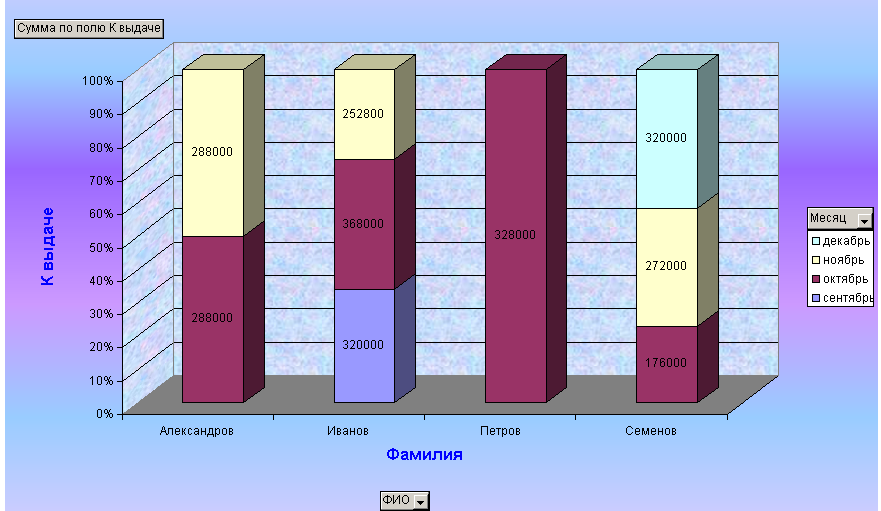 Сумма по полю К выдаче
100%
90%
80%
70%
60%
50%
40%
30%
20%
10%
0%
К выдаче
288000
288000
252800
368000
320000
328000
320000
272000
176000
Александров
Иванов
Петров
Семенов
Фамилия
Месяц
декабрь
ноябрь
октябрь
сентябрь
ФИО